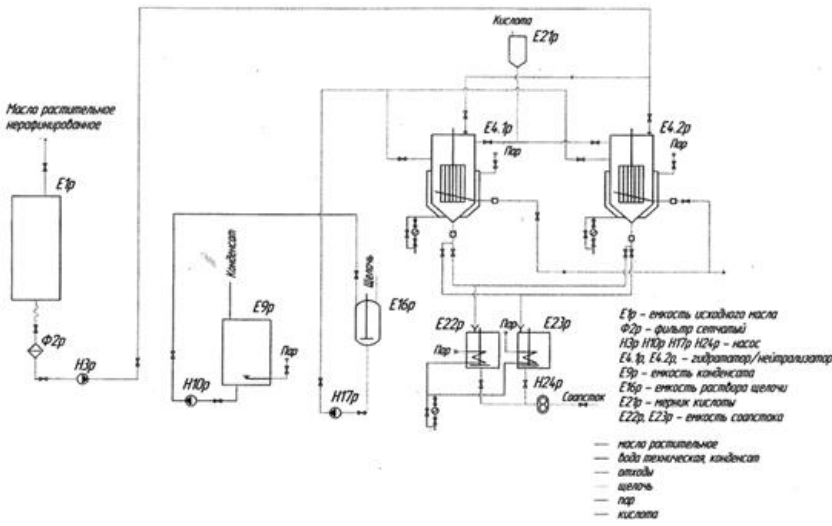 Кислота
Е21р
Масла растительное
нерафинированное
Е1р
Е4.1р
Е4.2р
Пар
Пар
Конденсат
Щелочь
Е9р
Е16р
Пар
Ф2р
Н3р
Н10р
Н17р
Е22р
Е23р
Пар
Пар
Н24р
Соапсток
Е1р – емкость исходного масла
Ф2р – фильтр сетчатый
Н3р Н10р Н17р Н24р – насос
Е4.1р, Е4.2р, – гидрататор/нейтрализатор
Е9р – емкость конденсата
Е16р – емкость раствора щелочи
Е21р – мерник кислоты
Е22р, Е23р – емкость соапстока
масла растительное
вода техническая, конденсат
отходы
щелочь
пар
кислота